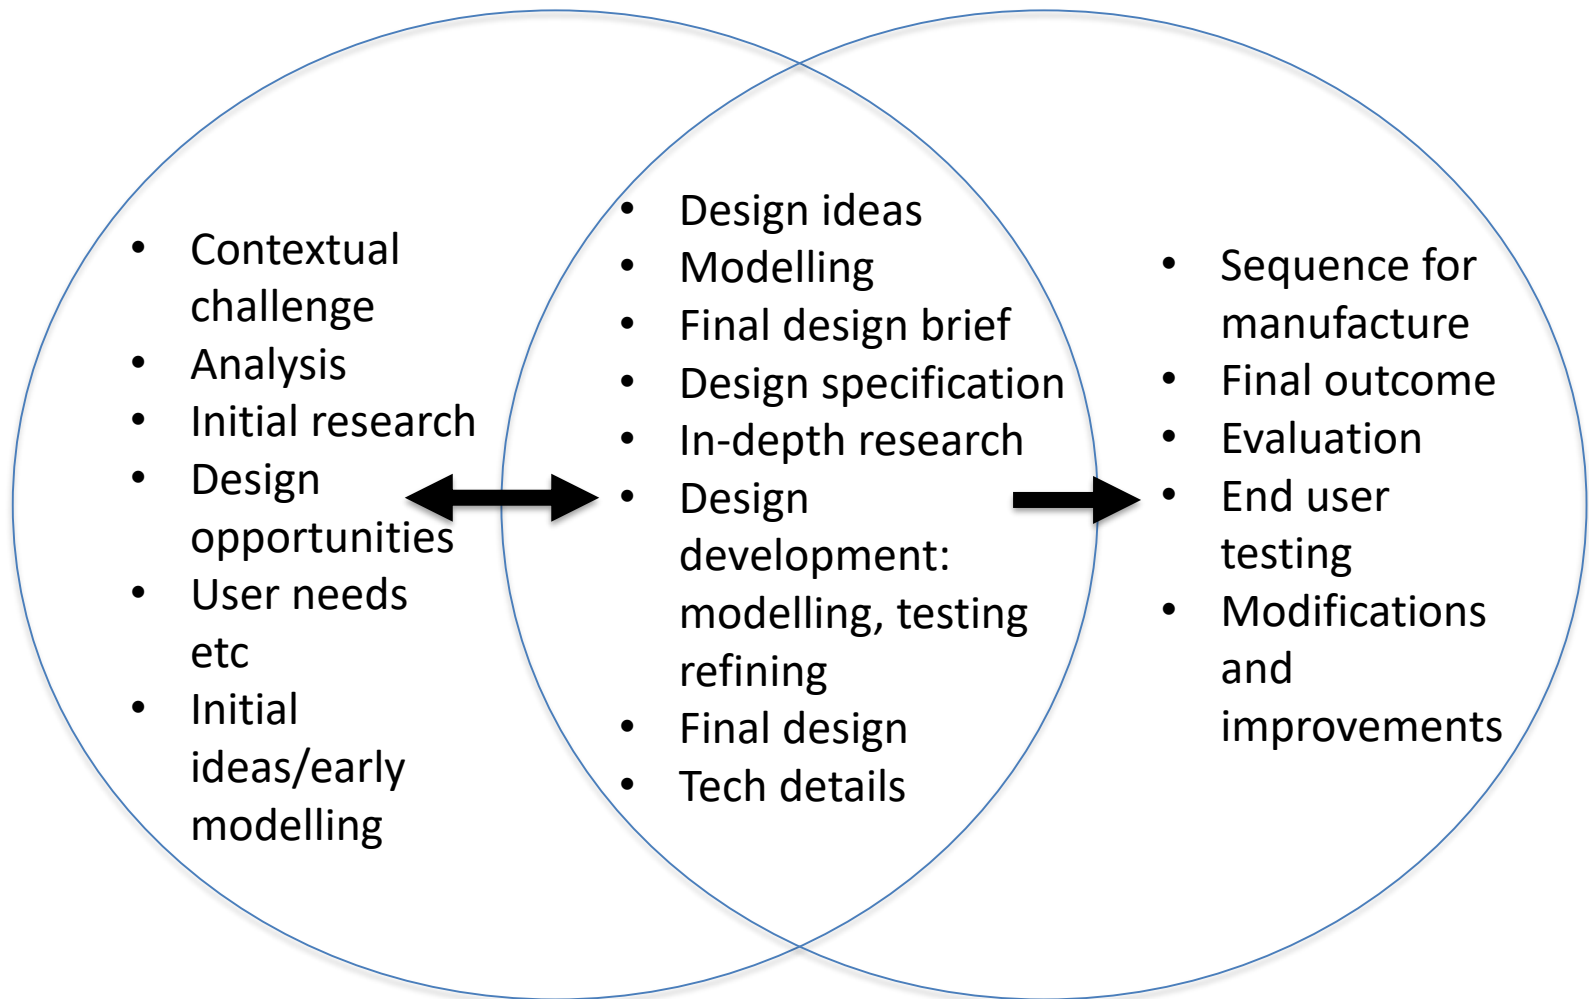 • Contextual
challenge
• Analysis
• Initial research
• Design
opportunities
• User needs
etc
• Initial
ideas/early
modelling
• Design ideas
• Modelling
• Final design brief
• Design specification
• In-depth research
• Design
development:
modelling, testing
refining
• Final design
• Tech details
• Sequence for
manufacture
• Final outcome
• Evaluation
• End user
testing
• Modifications
and
improvements